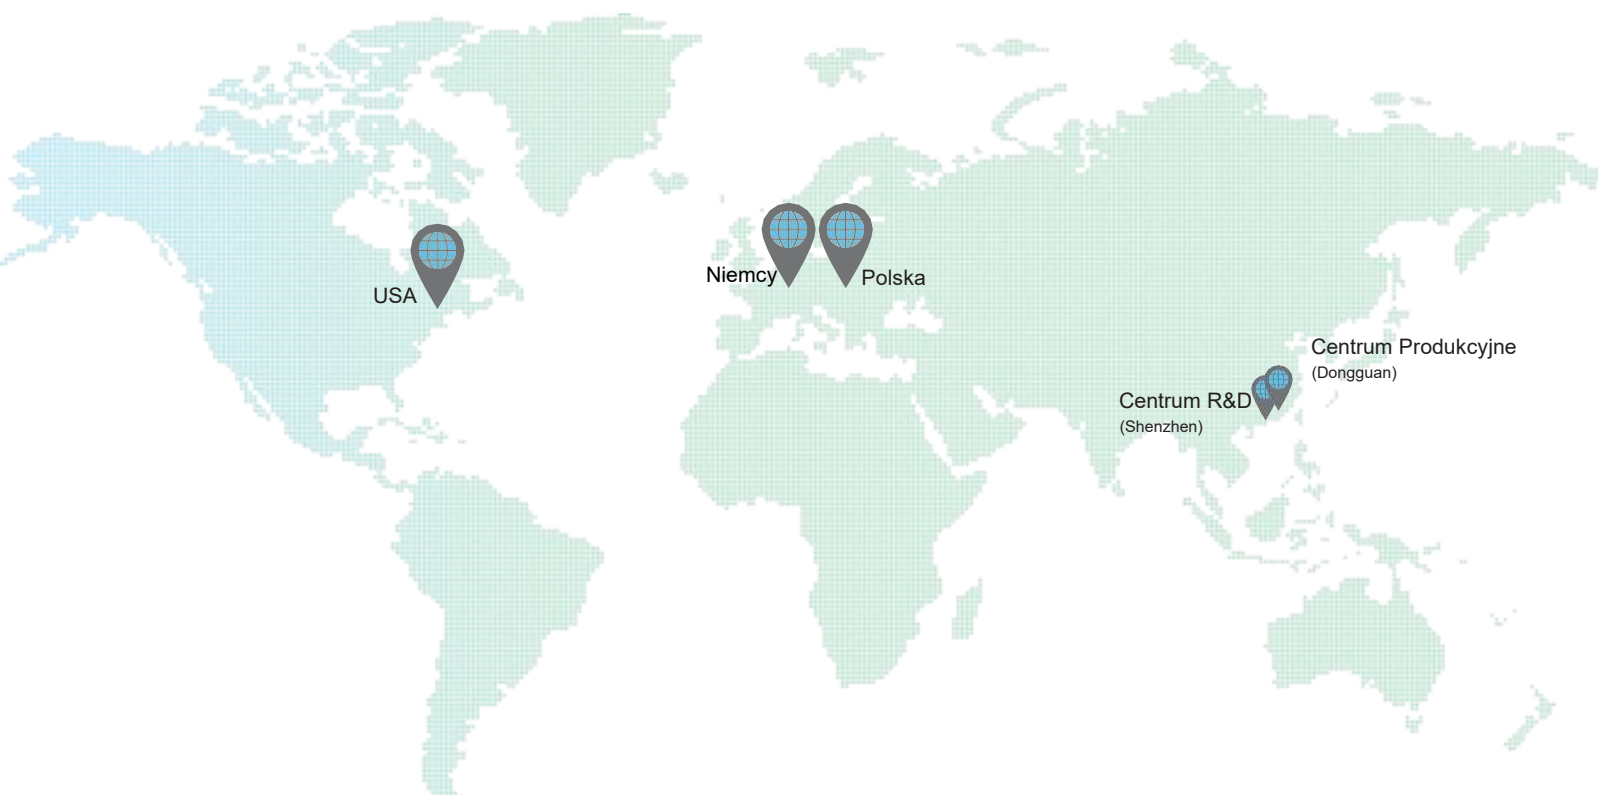 USA
Niemcy
Polska
Centrum Produkcyjne
(Dongguan)
Centrum R&D
(Shenzhen)